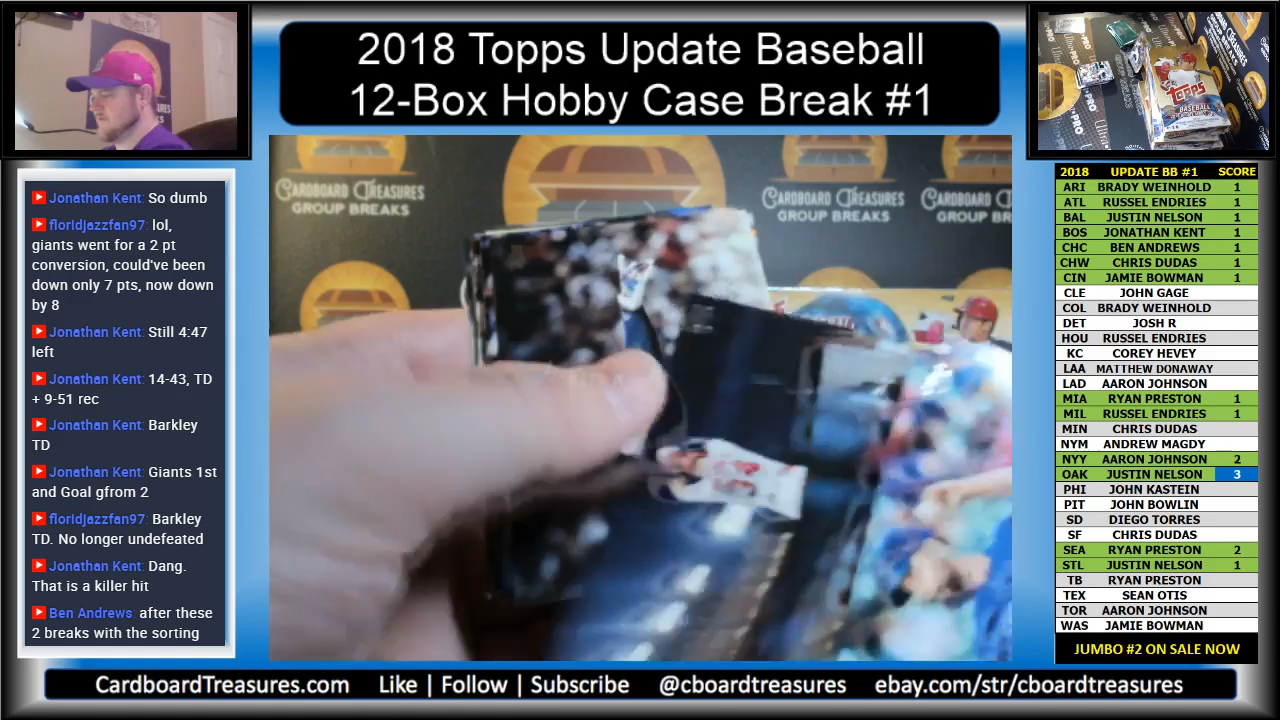 2018 Topps Update Baseball
12-Box Hobby Case Break #1
Jonathan Kent: So dumb
floridjazzfan97: lol,
giants went for a 2 pt
conversion, could've been
down only 7 pts, now down
by 8
Jonathan Kent: Still 4:47
left
Jonathan Kent: 14-43, TD
+ 9-51 rec
Jonathan Kent: Barkley
TD
Jonathan Kent: Giants 1st
and Goal gfrom 2
floridjazzfan97: Barkley
TD. No longer undefeated
Jonathan Kent: Dang.
That is a killer hit
Ben Andrews: after these
2 breaks with the sorting
CARDBOARD TREASURES
GROUP BREAKS
CARDBOARD TREASURES
GROUP BREAKS
CARDBOARD
GROUP
Topps
BASEBALL
2018 UPDATE BB #1 SCORE
ARI BRADY WEINHOLD 1
ATL RUSSEL ENDRIES 1
BAL JUSTIN NELSON 1
BOS JONATHAN KENT 1
CHC BEN ANDREWS 1
CHW CHRIS DUDAS 1
CIN JAMIE BOWMAN 1
CLE JOHN GAGE
COL BRADY WEINHOLD
DET JOSH R
HOU RUSSEL ENDRIES
KC COREY HEVEY
LAA MATTHEW DONAWAY
LAD AARON JOHNSON
MIA RYAN PRESTON 1
MIL RUSSEL ENDRIES 1
MIN CHRIS DUDAS
NYM ANDREW MAGDY
NYY AARON JOHNSON 2
OAK JUSTIN NELSON 3
PHI JOHN KASTEIN
PIT JOHN BOWLIN
SD DIEGO TORRES
SF CHRIS DUDAS
SEA RYAN PRESTON 2
STL JUSTIN NELSON 1
TB RYAN PRESTON
TEX SEAN OTIS
TOR AARON JOHNSON
WAS JAMIE BOWMAN
JUMBO #2 ON SALE NOW
CardboardTreasures.com Like | Follow | Subscribe @cboardtreasures ebay.com/str/cboardtreasures